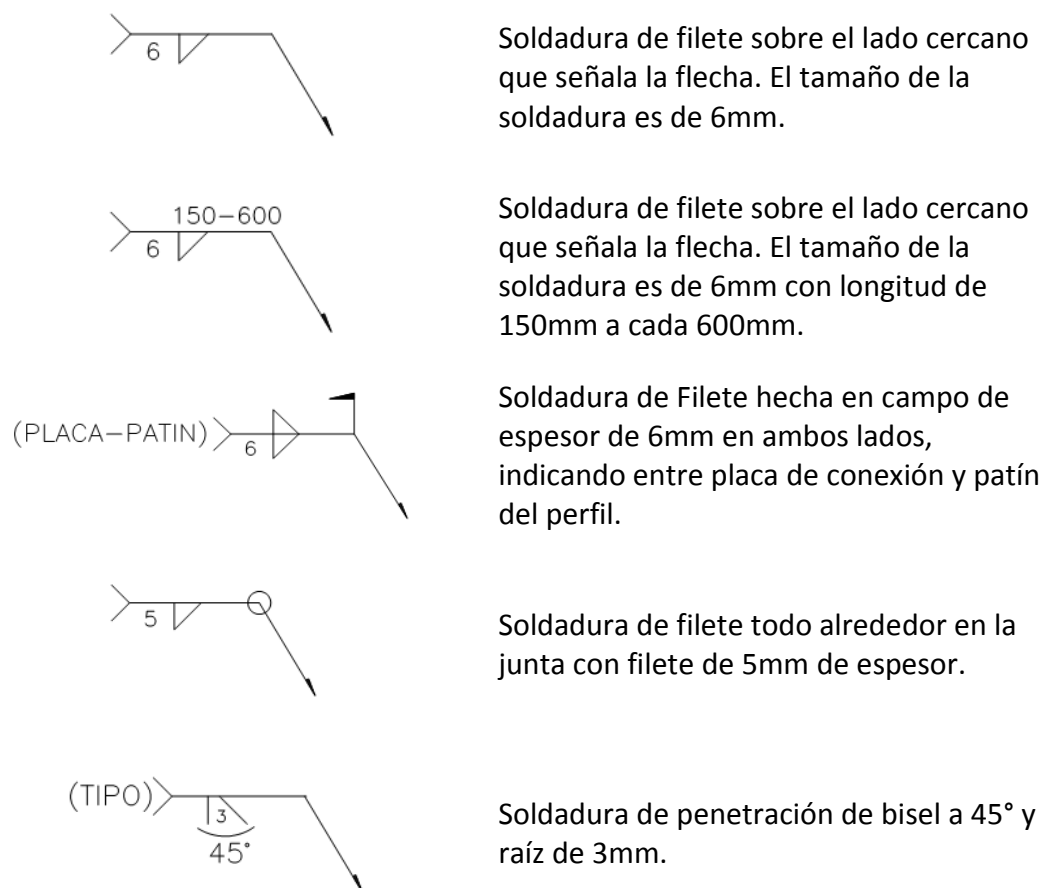 6
Soldadura de filete sobre el lado cercano
que señala la flecha. El tamaño de la
soldadura es de 6mm.
150-600
6
Soldadura de filete sobre el lado cercano
que señala la flecha. El tamaño de la
soldadura es de 6mm con longitud de
150mm a cada 600mm.
(PLACA-PATIN)
6
Soldadura de Filete hecha en campo de
espesor de 6mm en ambos lados,
indicando entre placa de conexión y patín
del perfil.
5
Soldadura de filete todo alrededor en la
junta con filete de 5mm de espesor.
(TIPO)
3
45°
Soldadura de penetración de bisel a 45° y
raíz de 3mm.